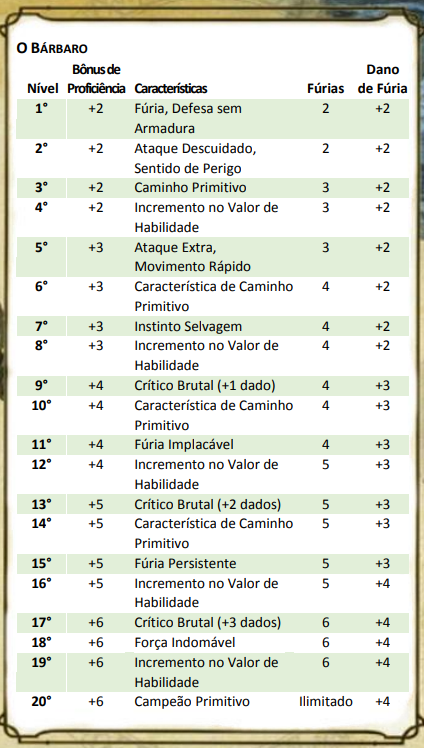 O BÁRBARO
Bônus de Dano
Nível Proficiência Características Fúrias de Fúria
1° +2 Fúria, Defesa sem 2 +2
Armadura
2° +2 Ataque Descuidado, 2 +2
Sentido de Perigo
3° +2 Caminho Primitivo 3 +2
4° +2 Incremento no Valor de 3 +2
Habilidade
5° +3 Ataque Extra, 3 +2
Movimento Rápido
6° +3 Característica de Caminho 4 +2
Primitivo
7° +3 Instinto Selvagem 4 +2
8° +3 Incremento no Valor de 4 +2
Habilidade
9° +4 Crítico Brutal (+1 dado) 4 +3
10° +4 Característica de Caminho 4 +3
Primitivo
11° +4 Fúria Implacável 4 +3
12° +4 Incremento no Valor de 5 +3
Habilidade
13° +5 Crítico Brutal (+2 dados) 5 +3
14° +5 Característica de Caminho 5 +3
Primitivo
15° +5 Fúria Persistente 5 +3
16° +5 Incremento no Valor de 5 +4
Habilidade
17° +6 Crítico Brutal (+3 dados) 6 +4
18° +6 Força Indomável 6 +4
19° +6 Incremento no Valor de 6 +4
Habilidade
20° +6 Campeão Primitivo Ilimitado +4